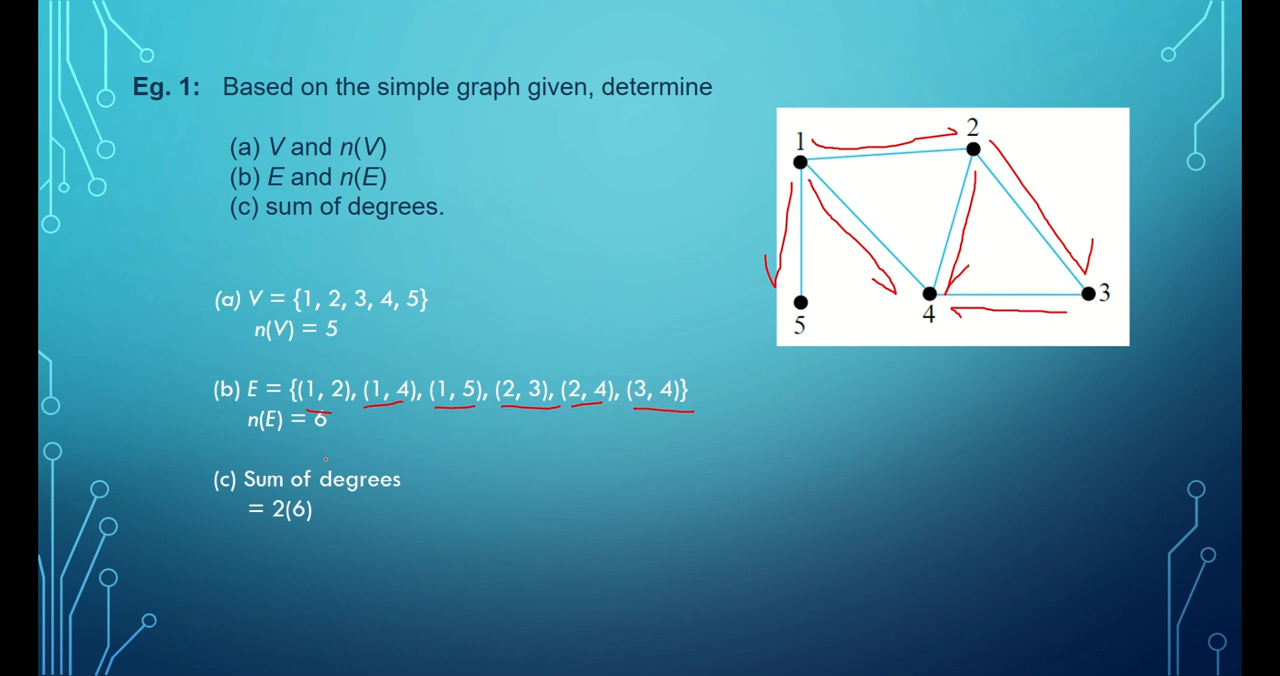 Eg. 1: Based on the simple graph given, determine
(a) V and n(V)
(b) E and n(E)
(c) sum of degrees.
(a) V = {1, 2, 3, 4, 5}
n(V) = 5
(b) E = {(1, 2), (1, 4), (1, 5), (2, 3), (2, 4), (3, 4)}
n(E) = 6
(c) Sum of degrees
= 2(6)
1
2
3
4
5